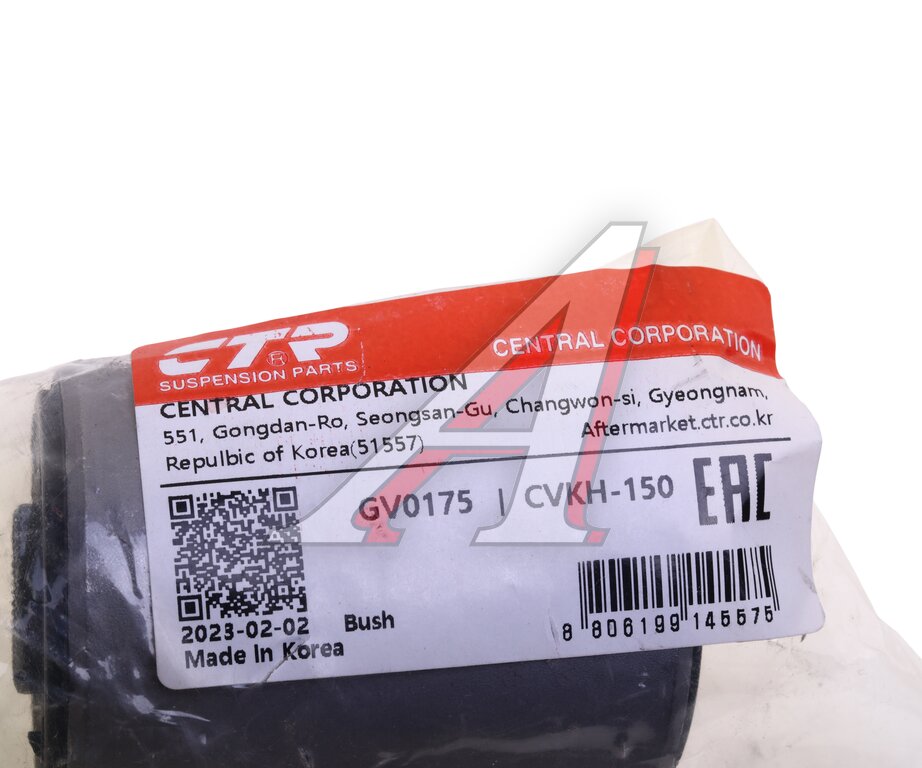 CTR®
SUSPENSION PARTS
CENTRAL CORPORATION
CENTRAL CORPORATION
551, Gongdan-Ro, Seongsan-Gu, Changwon-si, Gyeongnam,
Repulbic of Korea(51557)
Aftermarket.ctr.co.kr
GV0175 | CVKH-150
EAC
2023-02-02 Bush
Made In Korea
8 806199 145575